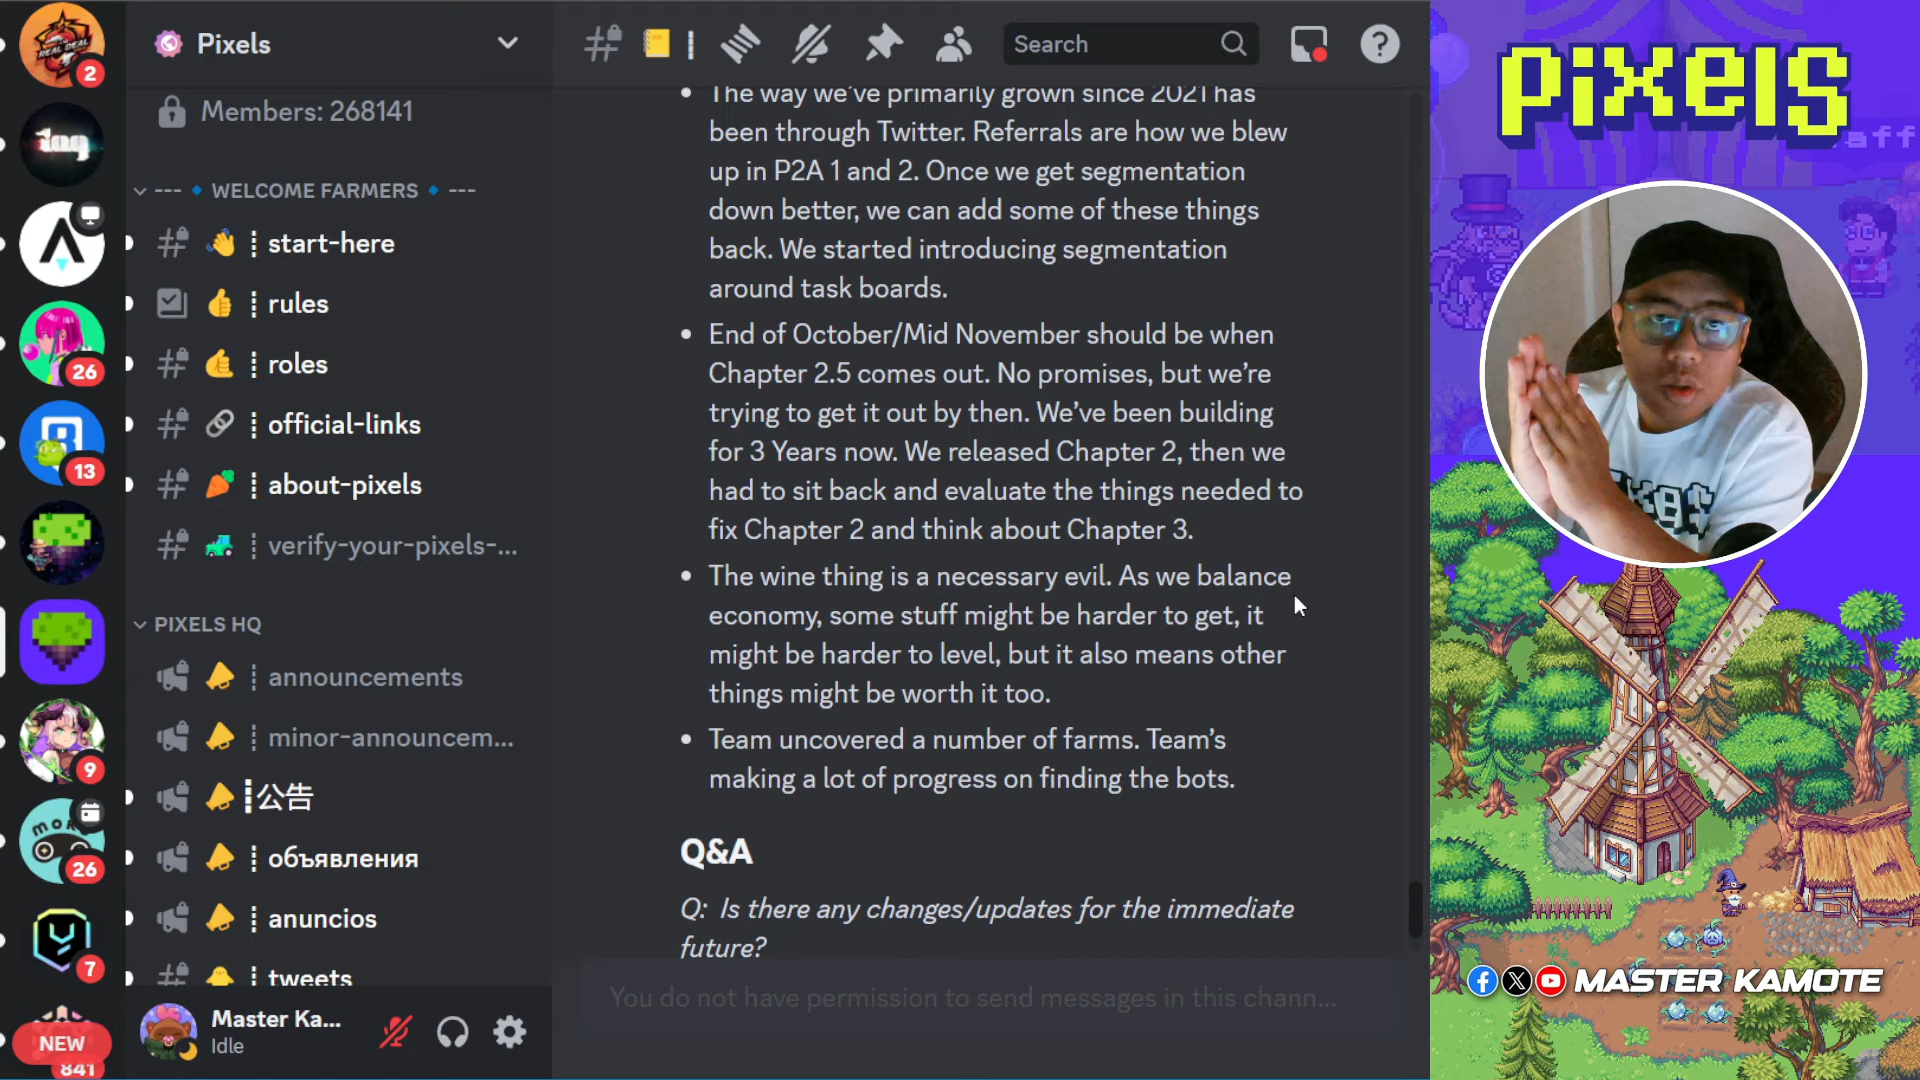 2
Pixels
Search
Members: 268141
--- WELCOME FARMERS ---
start-here
rules
roles
official-links
about-pixels
verify-your-pixels-...
PIXELS HQ
announcements
minor-announcem...
公告
объявления
anuncios
tweets
26
13
9
26
7
NEW
841
Master Ka...
Idle
The way we've primarily grown since 2021 has
been through Twitter. Referrals are how we blew
up in P2A 1 and 2. Once we get segmentation
down better, we can add some of these things
back. We started introducing segmentation
around task boards.
End of October/Mid November should be when
Chapter 2.5 comes out. No promises, but we're
trying to get it out by then. We've been building
for 3 Years now. We released Chapter 2, then we
had to sit back and evaluate the things needed to
fix Chapter 2 and think about Chapter 3.
The wine thing is a necessary evil. As we balance
economy, some stuff might be harder to get, it
might be harder to level, but it also means other
things might be worth it too.
Team uncovered a number of farms. Team's
making a lot of progress on finding the bots.
Q&A
Q: Is there any changes/updates for the immediate
future?
You do not have permission to send messages in this chann...
pixels
MASTER KAMOTE